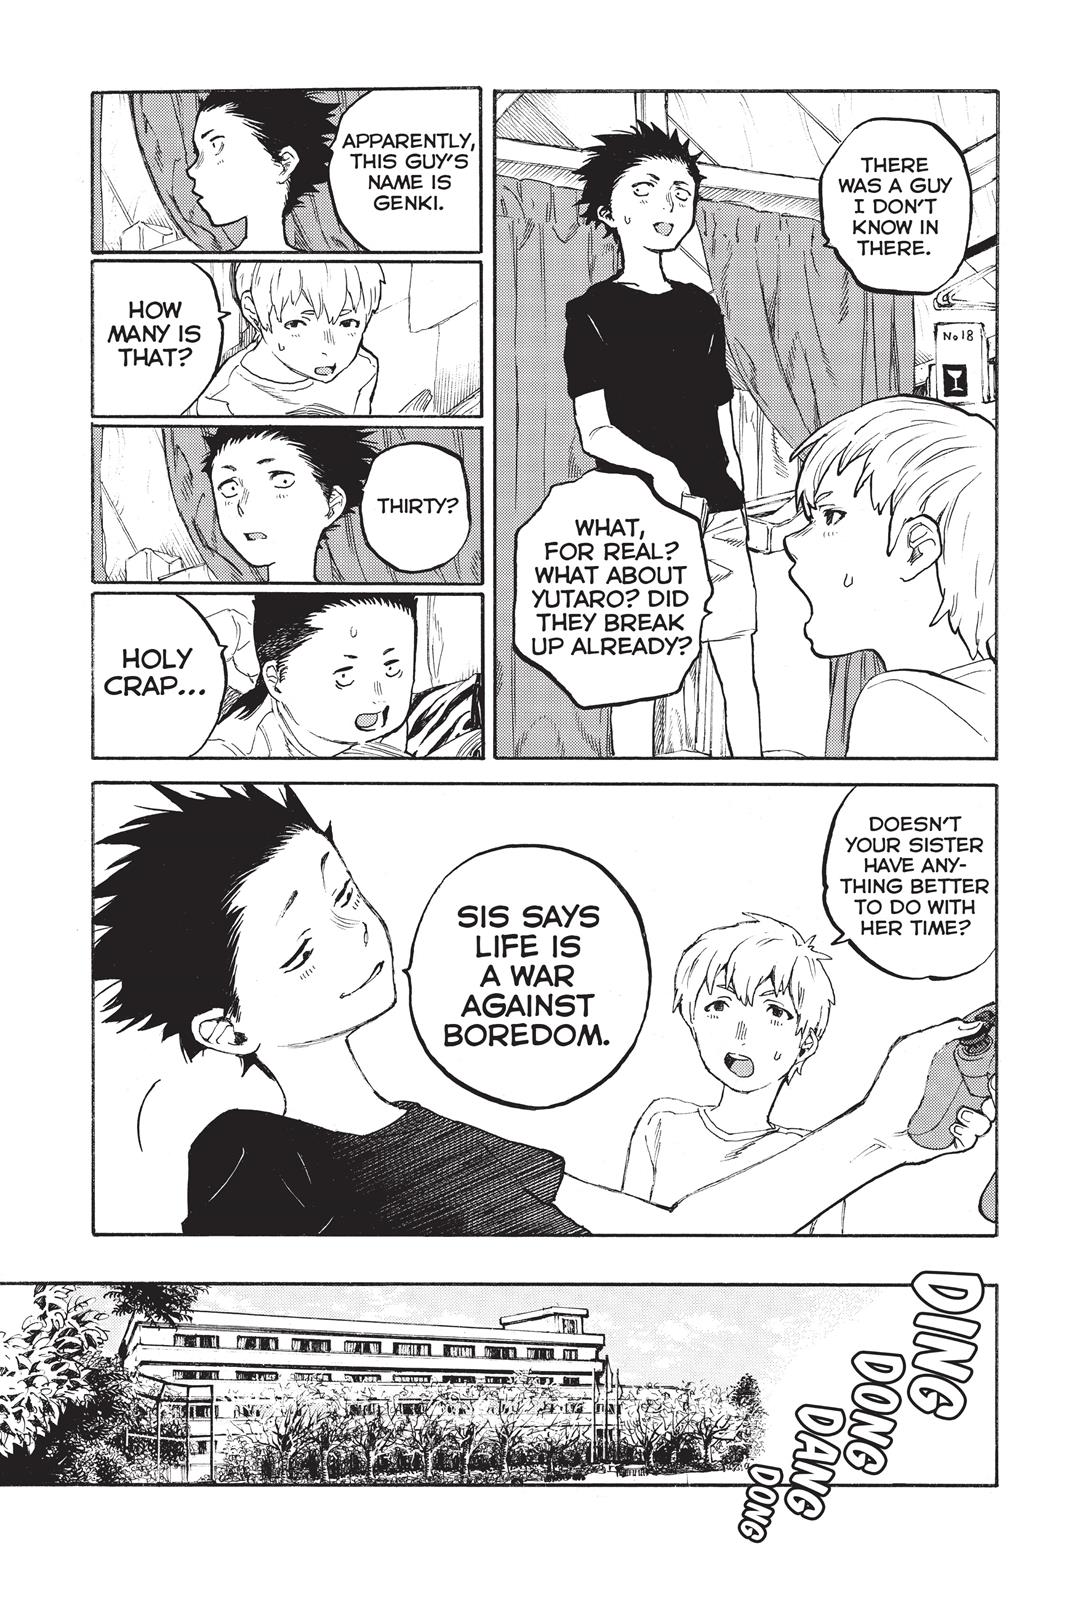 THERE
WAS A GUY
I DON'T
KNOW IN
THERE.
No 18
WHAT,
FOR REAL?
WHAT ABOUT
YUTARO? DID
THEY BREAK
UP ALREADY?
APPARENTLY,
THIS GUY'S
NAME IS
GENKI.
HOW
MANY IS
THAT?
THIRTY?
HOLY
CRAP...
DOESN'T
YOUR SISTER
HAVE ANY-
THING BETTER
TO DO WITH
HER TIME?
SIS SAYS
LIFE IS
A WAR
AGAINST
BOREDOM.
DING
DONG
DANG
DONG